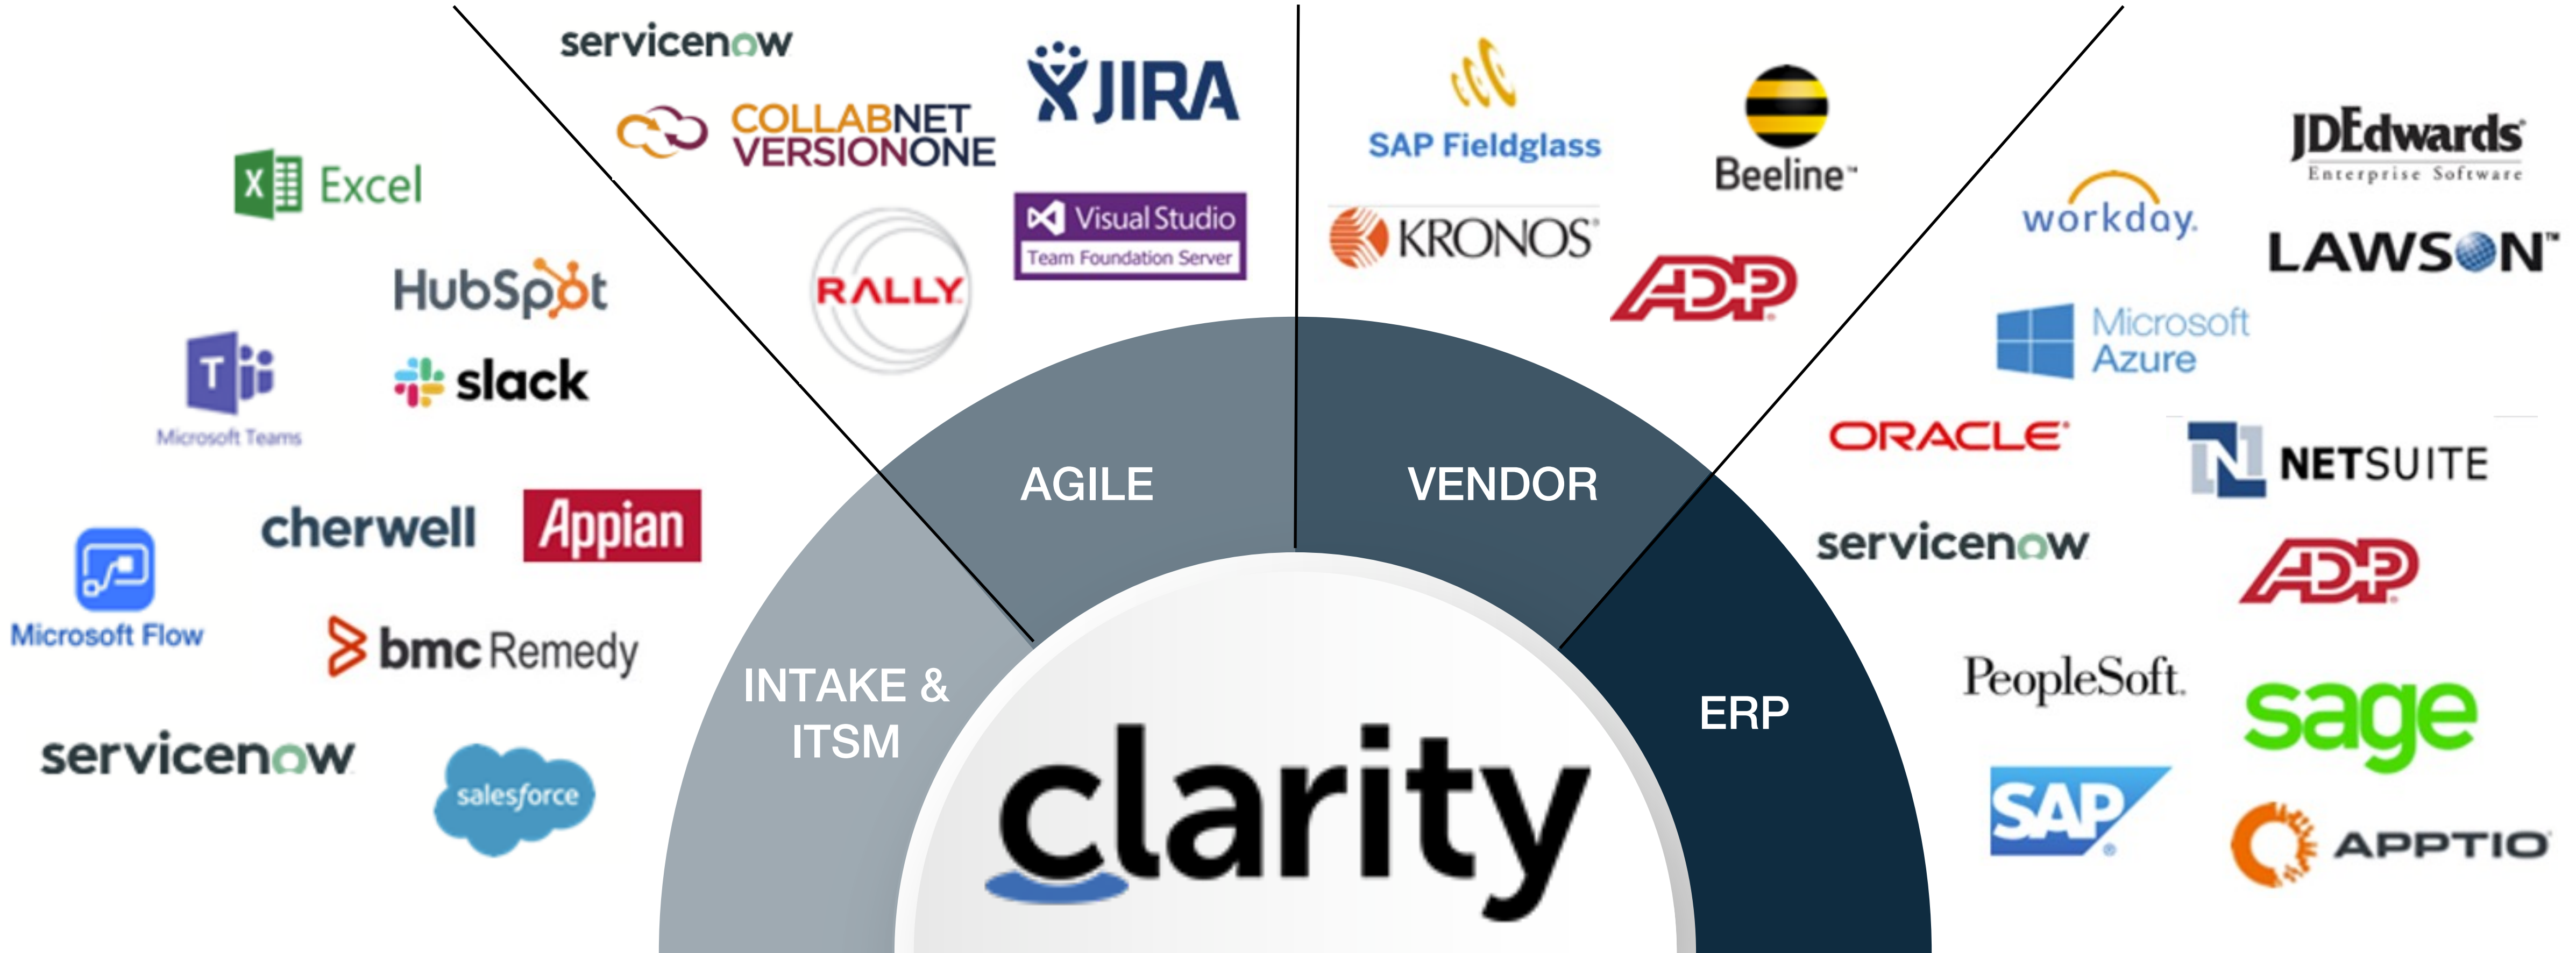 Excel
HubSpot
T
Microsoft Teams
slack
cherwell
Appian
Microsoft Flow
bmc Remedy
servicenow
salesforce
servicenow
JIRA
COLLABNET
VERSIONONE
RALLY
Visual Studio
Team Foundation Server
SAP Fieldglass
Beeline™
KRONOS®
ADP®
JDEdwards®
Enterprise Software
workday.
LAWSON™
Microsoft
Azure
ORACLE®
N NETSUITE
servicenow
ADP®
PeopleSoft.
sage
SAP®
APPTIO
INTAKE &
ITSM
AGILE
VENDOR
ERP
clarity